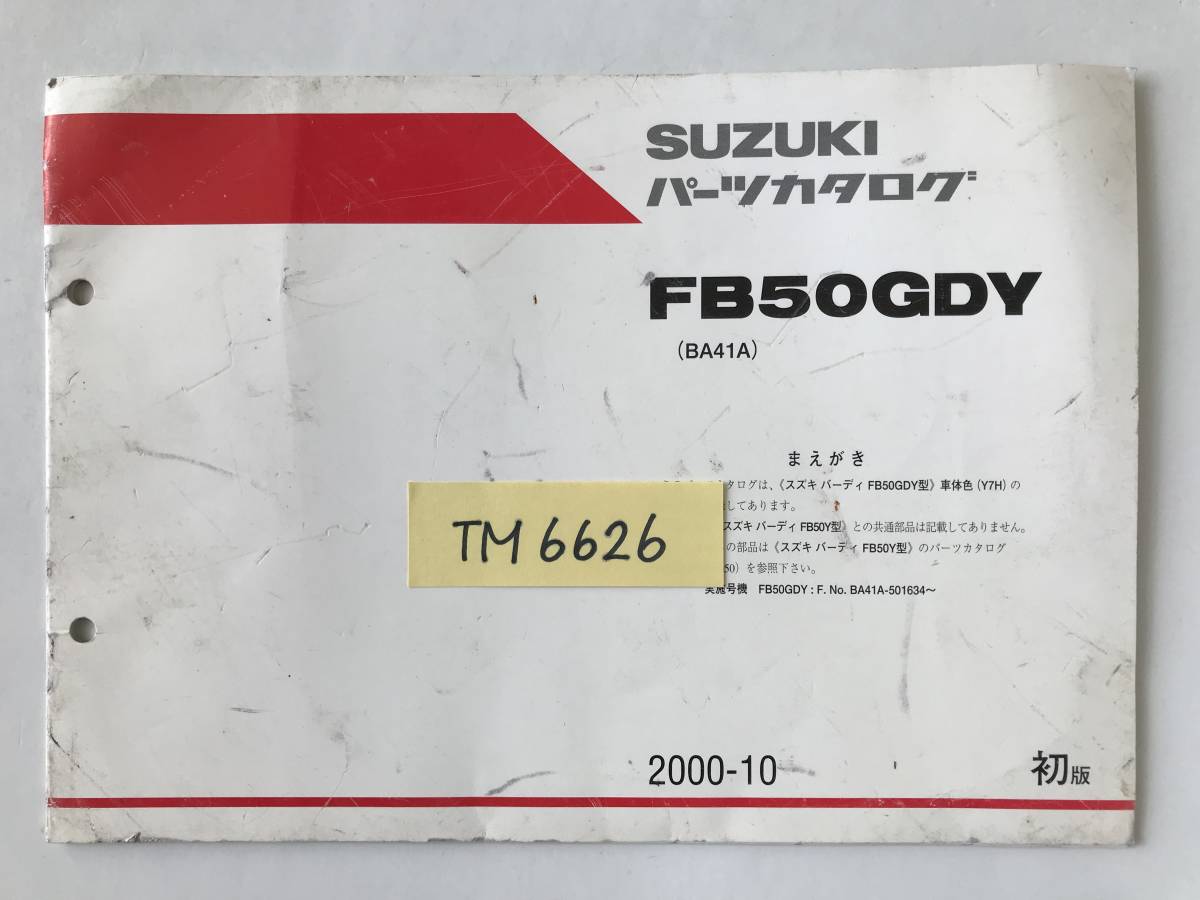 SUZUKI
パーツカタログ
FB50GDY
(BA41A)
まえがき
タログは、《スズキ バーディ FB50GDY型》車体色(Y7H)の
してあります。
スズキ バーディ FB50Y型》との共通部品は記載してありません。
の部品は《スズキ バーディ FB50Y型》のパーツカタログ
50)を参照下さい。
実施号機 FB50GDY : F. No. BA41A-501634～
TM 6626
2000-10
初版